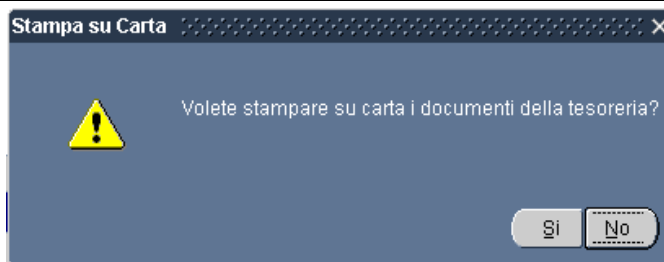 Stampa su Carta
Volete stampare su carta i documenti della tesoreria?
Si No